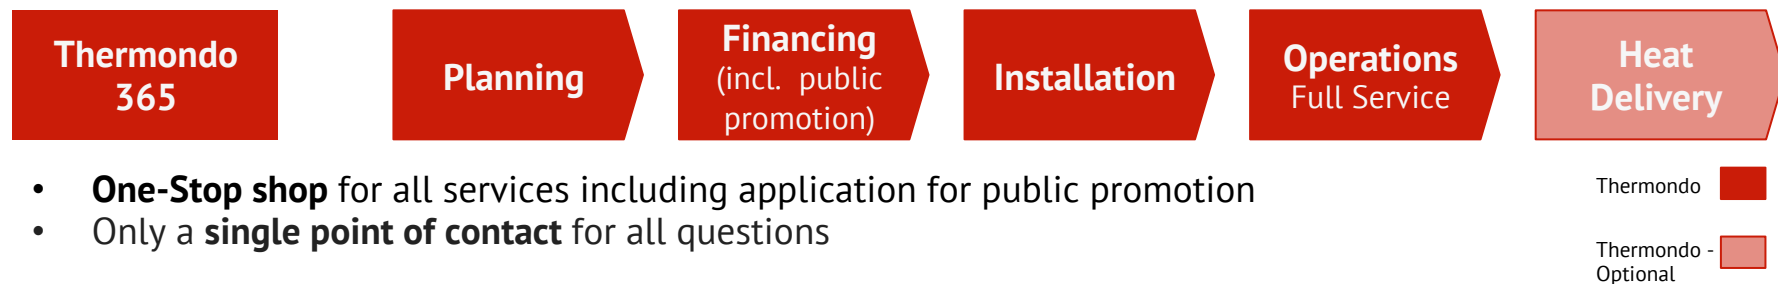 Thermondo
365
Planning
Financing
(incl. public
promotion)
Installation
Operations
Full Service
Heat
Delivery
• One-Stop shop for all services including application for public promotion
• Only a single point of contact for all questions
Thermondo
Thermondo -
Optional